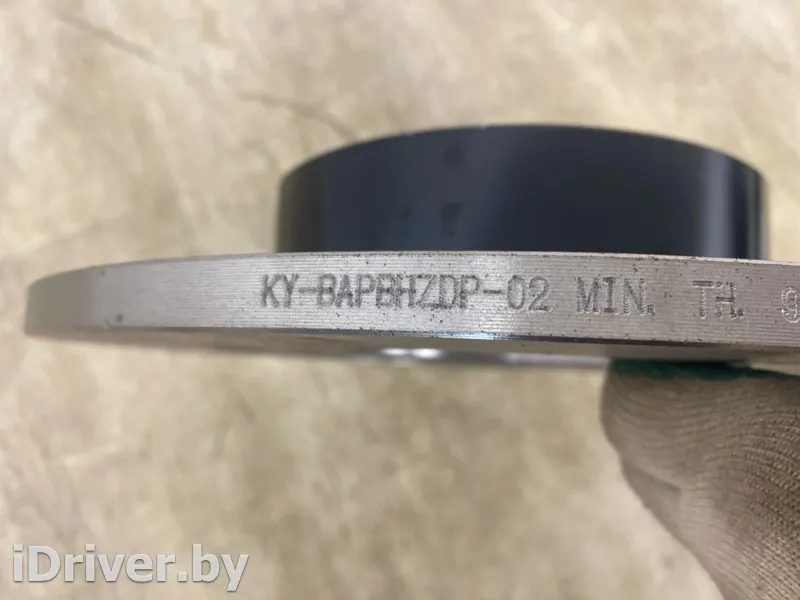 KY-BAPBHZDP-02 MIN. TH.
iDriver.by